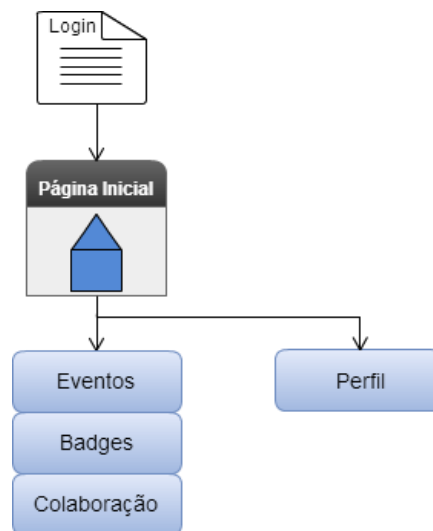 Login
Página Inicial
Eventos
Perfil
Badges
Colaboração